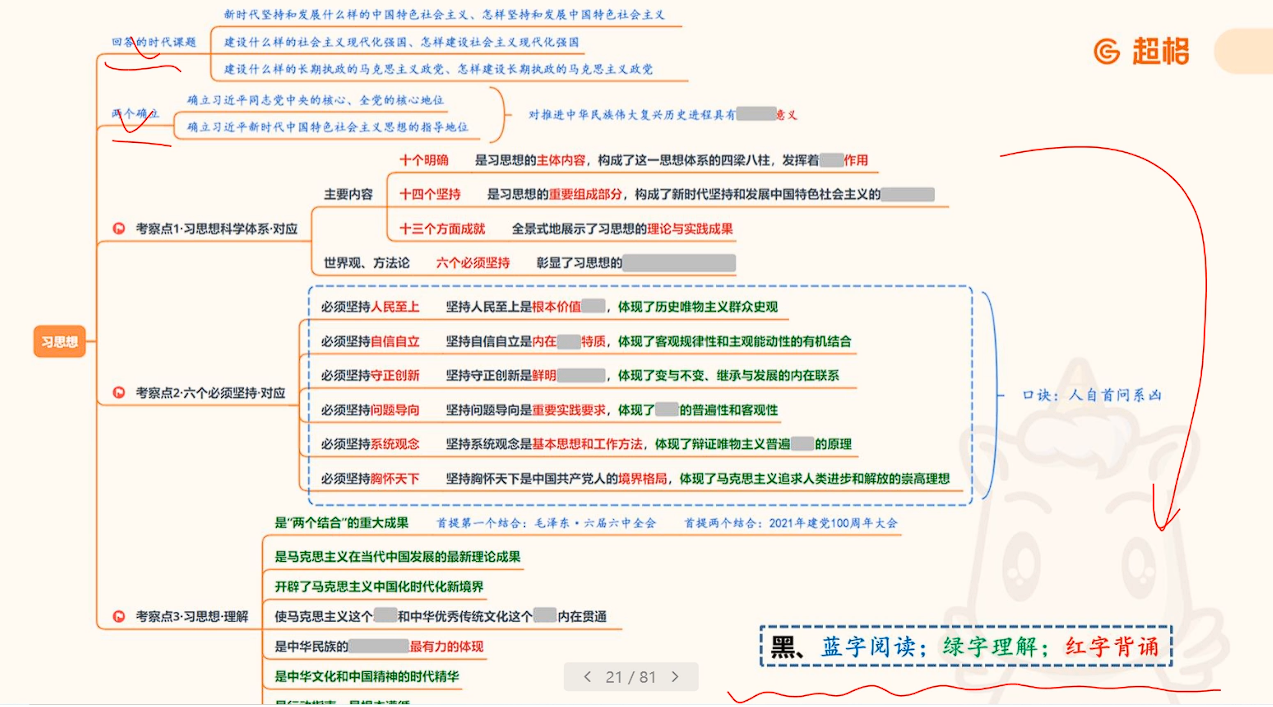 新时代坚持和发展什么样的中国特色社会主义、怎样坚持和发展中国特色社会主义
回答的时代课题
建设什么样的社会主义现代化强国、怎样建设社会主义现代化强国
建设什么样的长期执政的马克思主义政党、怎样建设长期执政的马克思主义政党
超格
两个确立
确立习近平同志党中央的核心、全党的核心地位
确立习近平新时代中国特色社会主义思想的指导地位
对推进中华民族伟大复兴历史进程具有 意义
习思想
考察点1·习思想科学体系·对应
主要内容
十个明确 是习思想的主体内容，构成了这一思想体系的四梁八柱，发挥着 作用
十四个坚持 是习思想的重要组成部分，构成了新时代坚持和发展中国特色社会主义的
十三个方面成就 全景式地展示了习思想的理论与实践成果
世界观、方法论 六个必须坚持 彰显了习思想的
考察点2·六个必须坚持·对应
必须坚持人民至上 坚持人民至上是根本价值 ，体现了历史唯物主义群众史观
必须坚持自信自立 坚持自信自立是内在 特质，体现了客观规律性和主观能动性的有机结合
必须坚持守正创新 坚持守正创新是鲜明 ，体现了变与不变、继承与发展的内在联系
必须坚持问题导向 坚持问题导向是重要实践要求，体现了 的普遍性和客观性
必须坚持系统观念 坚持系统观念是基本思想和工作方法，体现了辩证唯物主义普遍 的原理
必须坚持胸怀天下 坚持胸怀天下是中国共产党人的境界格局，体现了马克思主义追求人类进步和解放的崇高理想
口诀：人自首问系凶
考察点3·习思想·理解
是“两个结合”的重大成果 首提第一个结合：毛泽东·六届六中全会 首提两个结合：2021年建党100周年大会
是马克思主义在当代中国发展的最新理论成果
开辟了马克思主义中国化时代化新境界
使马克思主义这个 和中华优秀传统文化这个 内在贯通
是中华民族的 最有力的体现
是中华文化和中国精神的时代精华
是行动指南、是根本遵循
黑、蓝字阅读；绿字理解；红字背诵
21 / 81